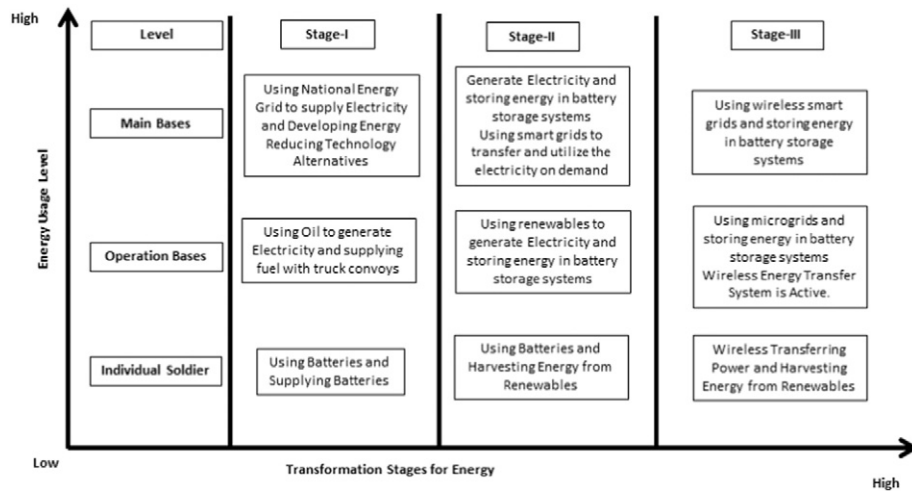 High
Level
Stage-I
Stage-II
Stage-III
Energy Usage Level
Main Bases
Using National Energy
Grid to supply Electricity
and Developing Energy
Reducing Technology
Alternatives
Generate Electricity and
storing energy in battery
storage systems
Using smart grids to
transfer and utilize the
electricity on demand
Using wireless smart
grids and storing energy
in battery storage
systems
Operation Bases
Using Oil to generate
Electricity and supplying
fuel with truck convoys
Using renewables to
generate Electricity and
storing energy in battery
storage systems
Using microgrids and
storing energy in battery
storage systems
Wireless Energy Transfer
System is Active.
Individual Soldier
Using Batteries and
Supplying Batteries
Using Batteries and
Harvesting Energy from
Renewables
Wireless Transferring
Power and Harvesting
Energy from Renewables
Low
Transformation Stages for Energy
High